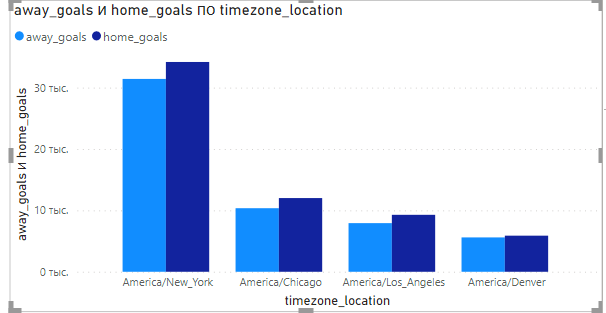 away_goals и home_goals ПО timezone_location
away_goals home_goals
away_goals и home_goals
30 тыс.
20 тыс.
10 тыс.
0 тыс.
America/New_York America/Chicago America/Los_Angeles America/Denver
timezone_location